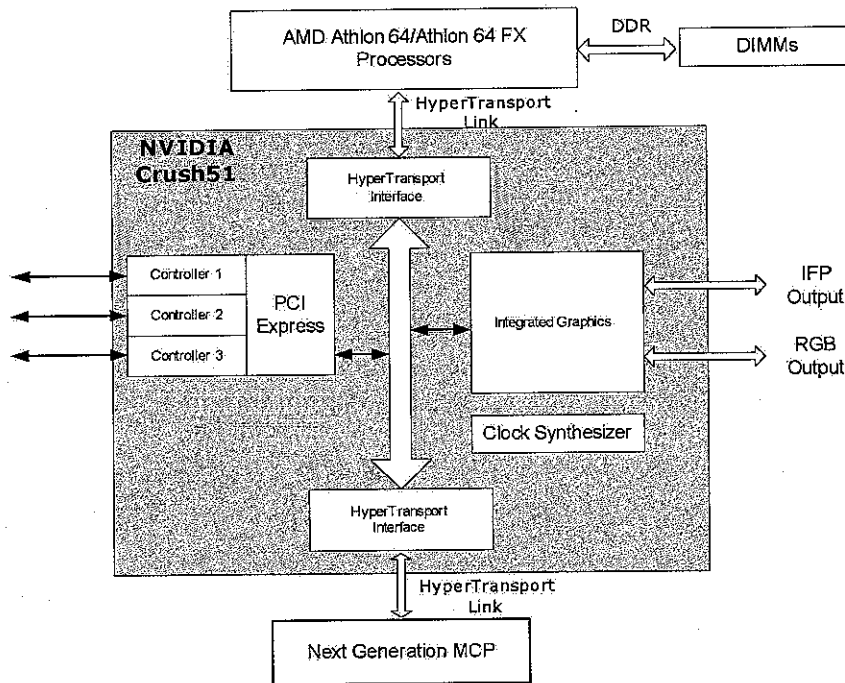 AMD Athlon 64/Athlon 64 FX
Processors
DDR
DIMMs
HyperTransport
Link
NVIDIA
Crush51
HyperTransport
Interface
Controller 1
Controller 2
Controller 3
PCI
Express
Integrated Graphics
IFP
Output
RGB
Output
Clock Synthesizer
HyperTransport
Interface
HyperTransport
Link
Next Generation MCP